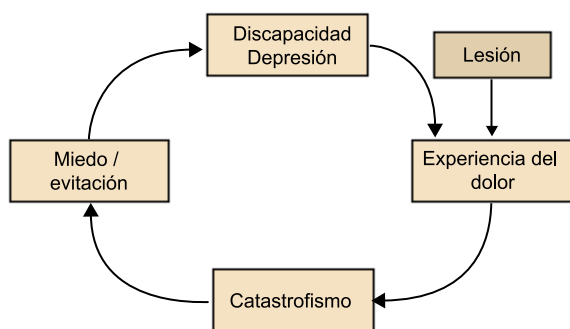 Discapacidad
Depresión
Lesión
Miedo /
evitación
Experiencia del
dolor
Catastrofismo